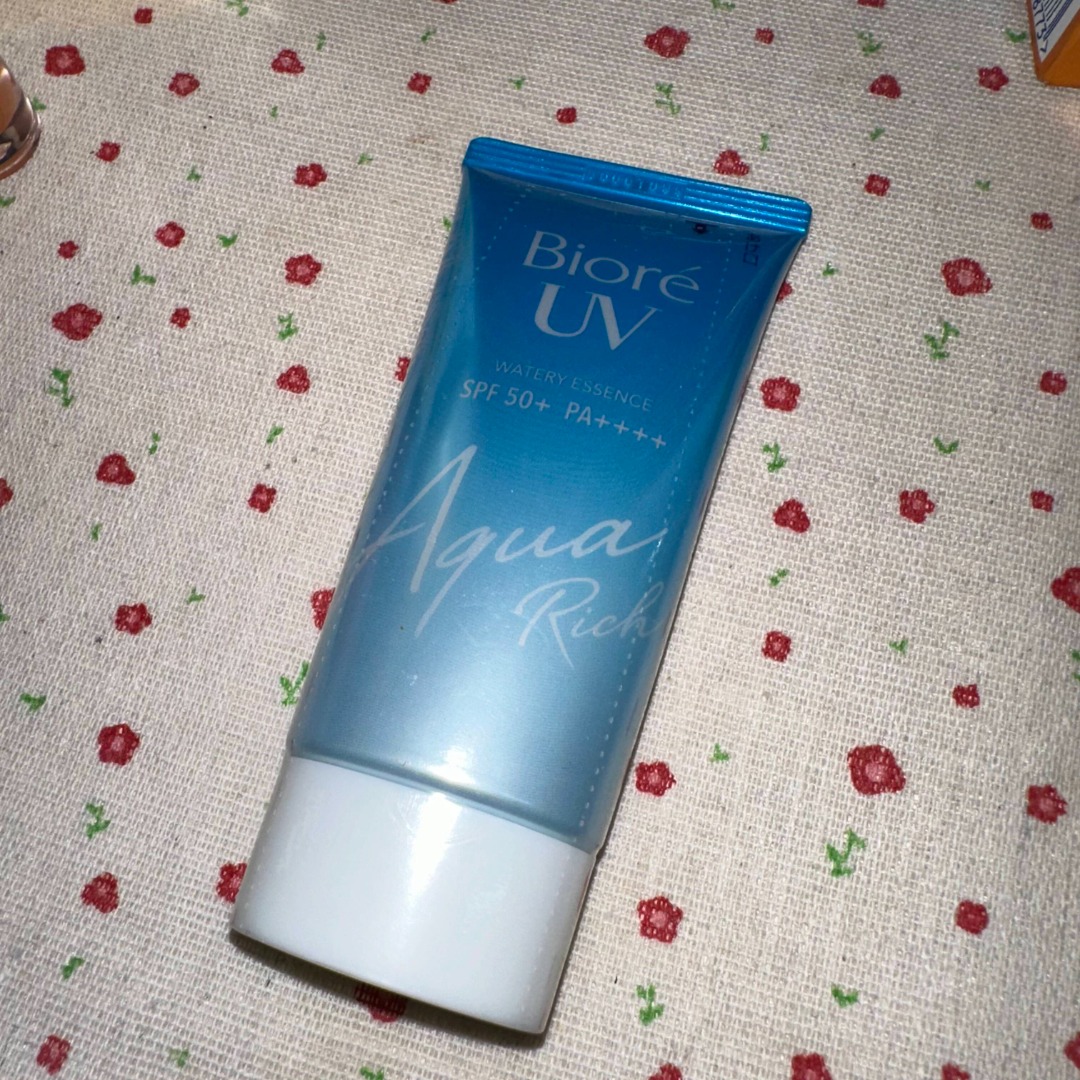 Bioré
UV
WATERY ESSENCE
SPF 50+ PA++++
Aqua
Rich